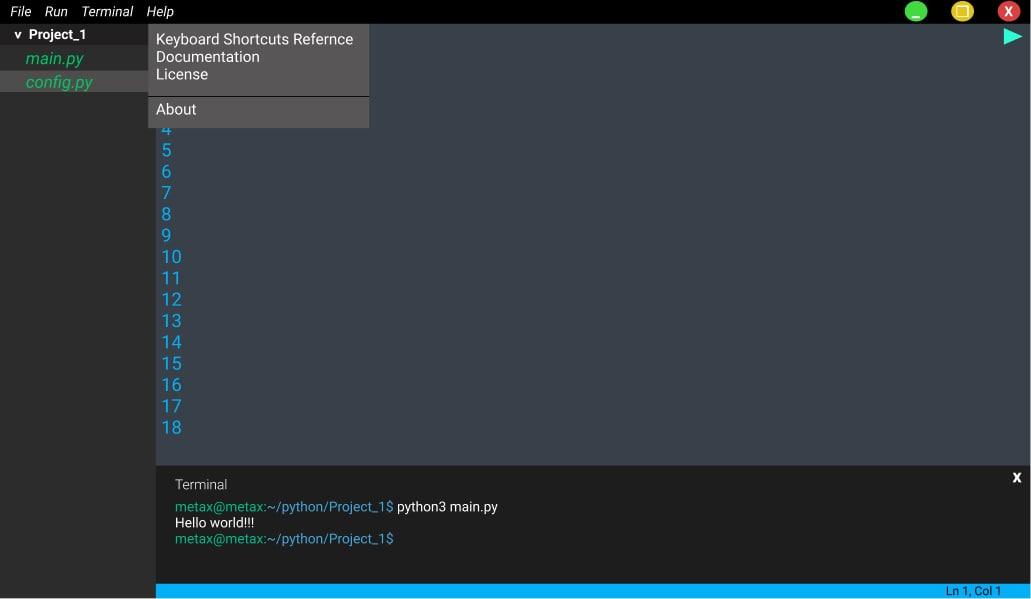 File Run Terminal Help
_ X
v Project_1
main.py
config.py
Keyboard Shortcuts Refernce
Documentation
License
About
4
5
6
7
8
9
10
11
12
13
14
15
16
17
18
Terminal X
metax@metax:~/python/Project_1$ python3 main.py
Hello world!!!
metax@metax:~/python/Project_1$
Ln 1, Col 1